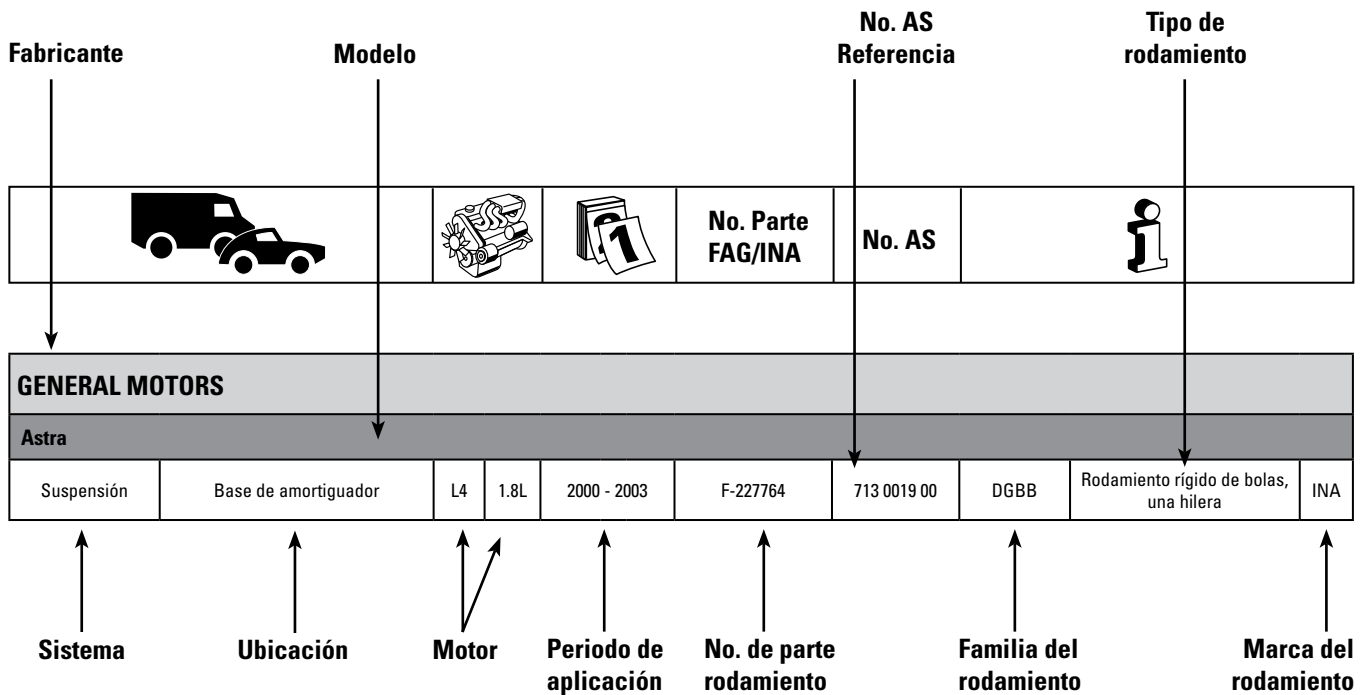 No. AS
Tipo de
Fabricante
Modelo
Referencia
rodamiento
No. Parte
FAG/INA
No. AS
21
GENERAL MOTORS
Astra
Suspensión
Base de amortiguador
L4
1.8L
2000 - 2003
F-227764
713 0019 00
DGBB
Rodamiento rígido de bolas,
una hilera
INA
Sistema
Ubicación
Motor
Periodo de
aplicación
No. de parte
rodamiento
Familia del
rodamiento
Marca del
rodamiento